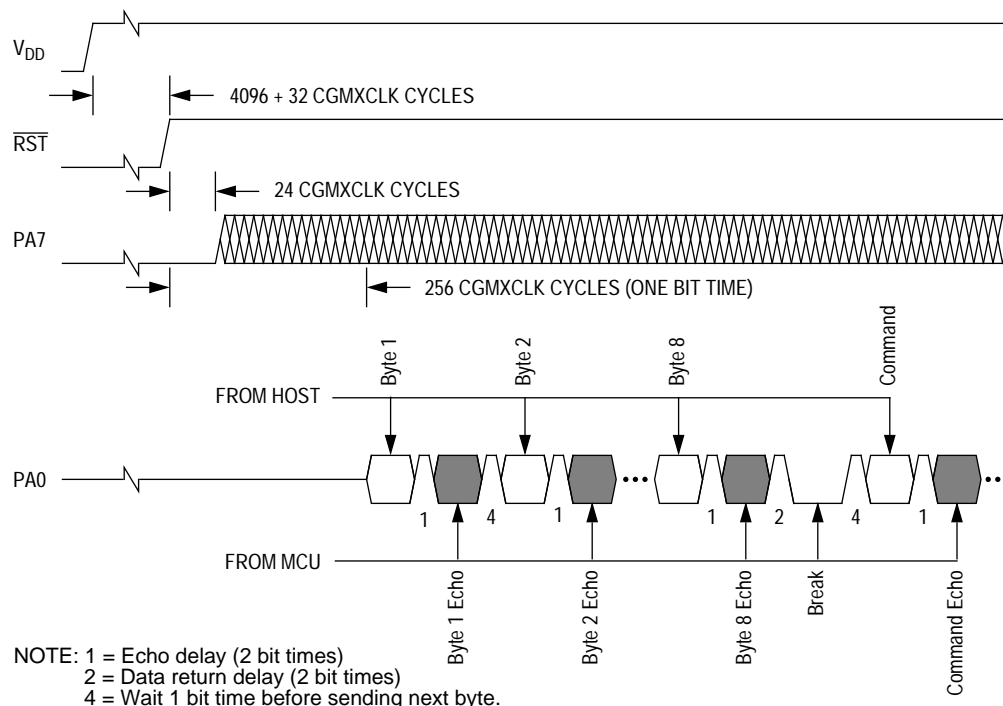 VDD
4096 + 32 CGMXCLK CYCLES
RST
24 CGMXCLK CYCLES
PA7
256 CGMXCLK CYCLES (ONE BIT TIME)
Byte 1
Byte 2
Byte 8
Command
FROM HOST
PA0
1
4
1
1
2
4
1
FROM MCU
Byte 1 Echo
Byte 2 Echo
Byte 8 Echo
Break
Command Echo
NOTE: 1 = Echo delay (2 bit times)
2 = Data return delay (2 bit times)
4 = Wait 1 bit time before sending next byte.